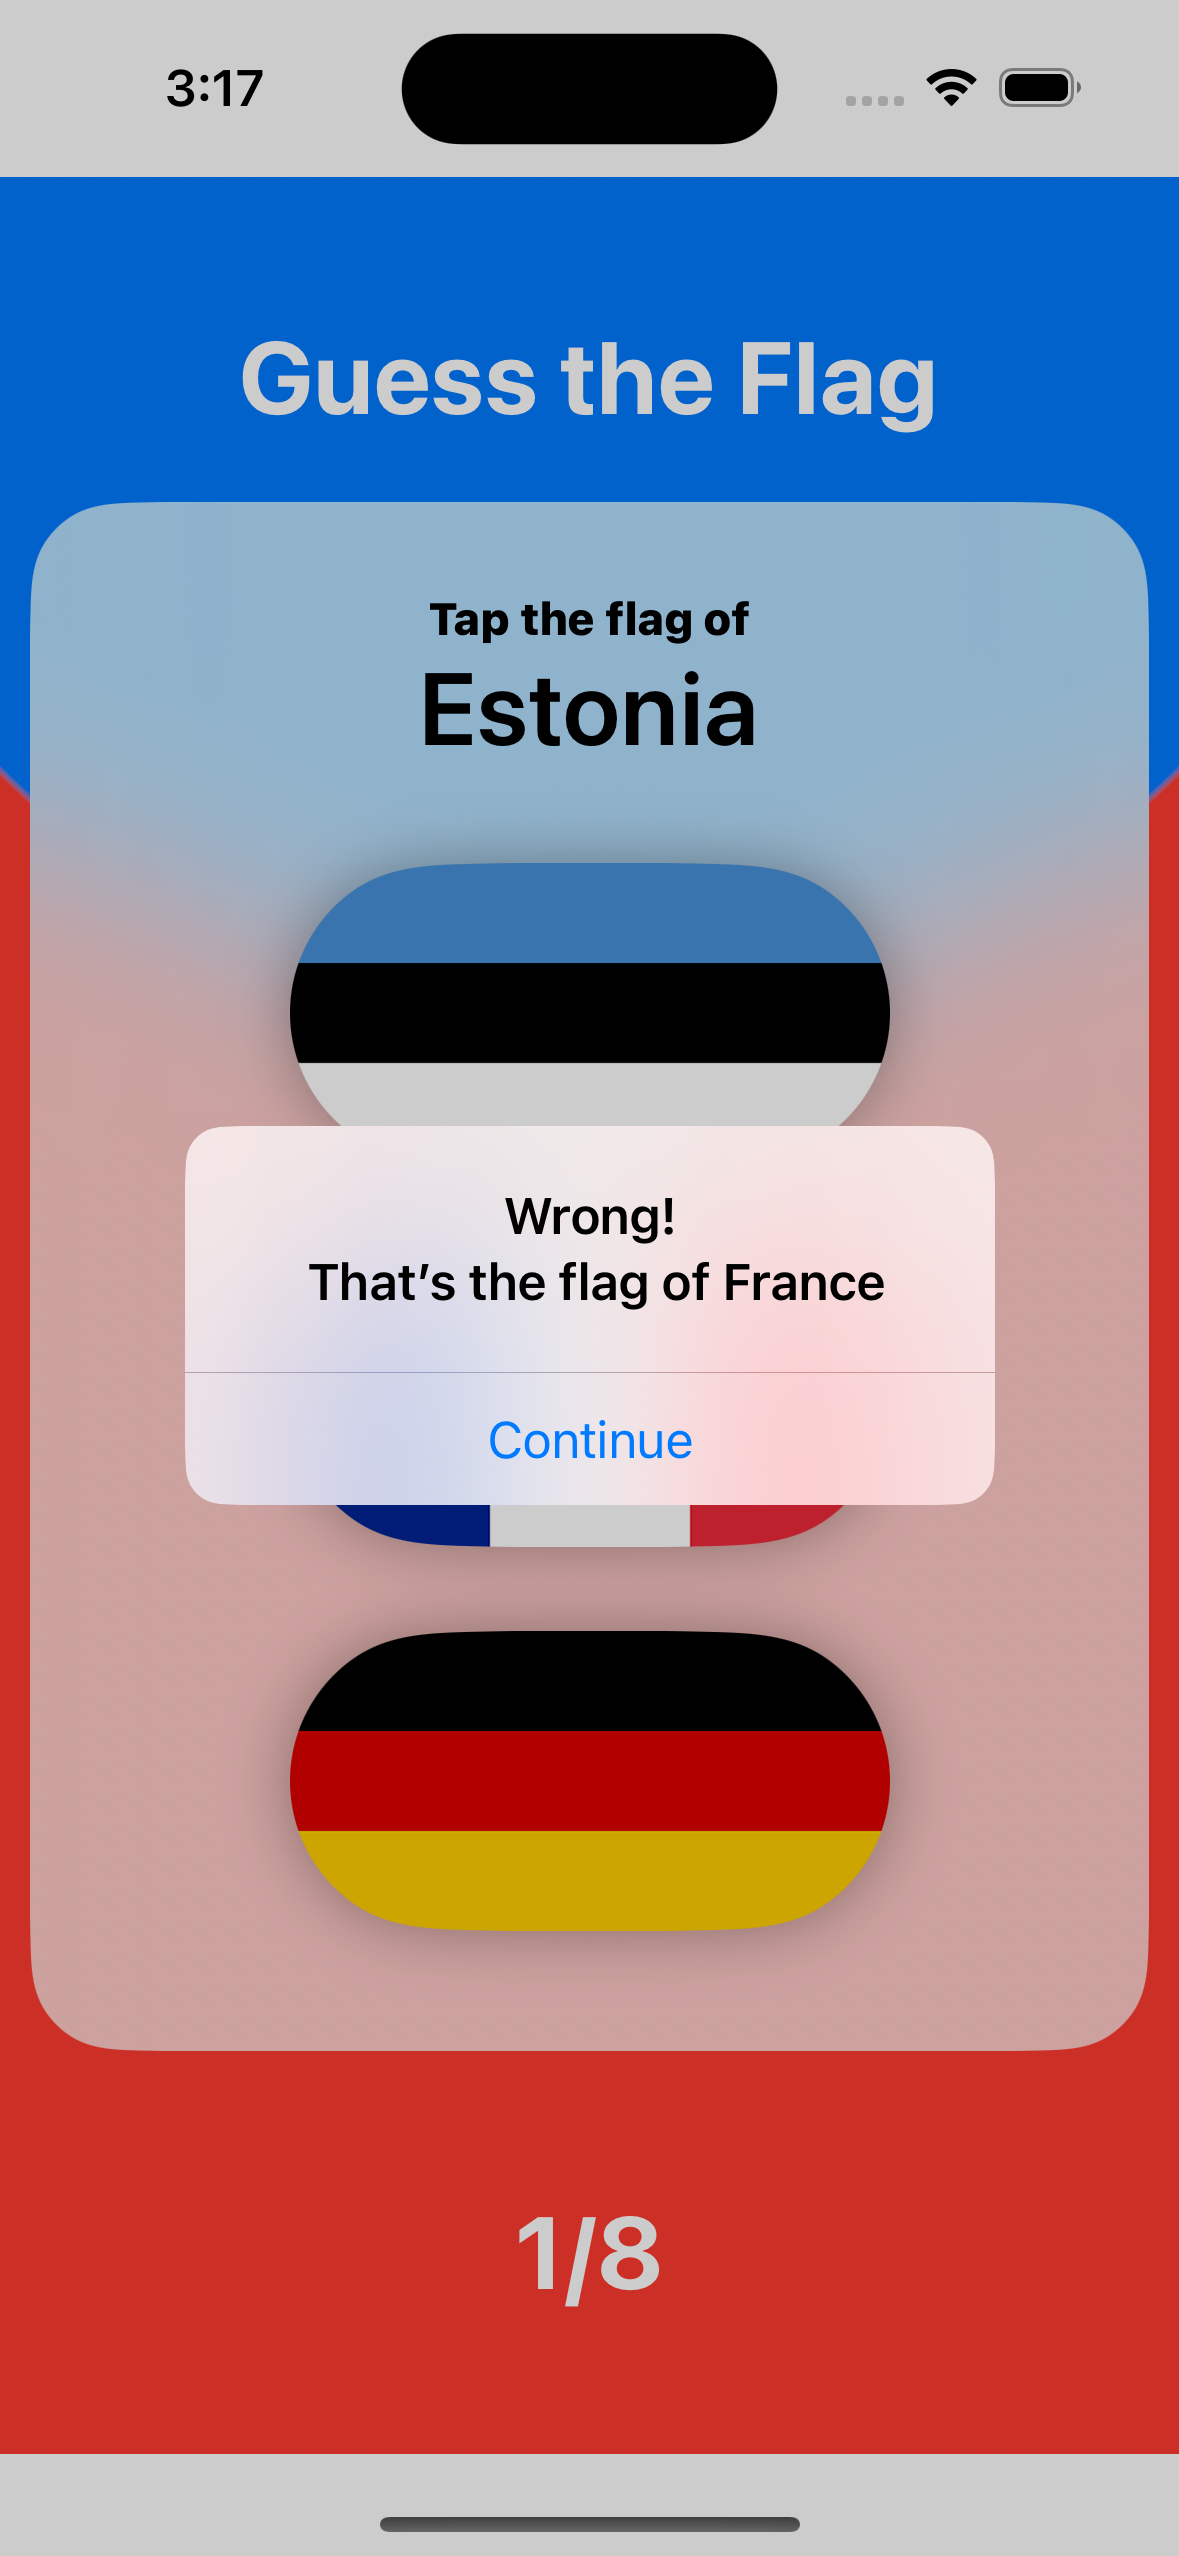 3:17
Guess the Flag
Tap the flag of
Estonia
Wrong!
That’s the flag of France
Continue
1/8